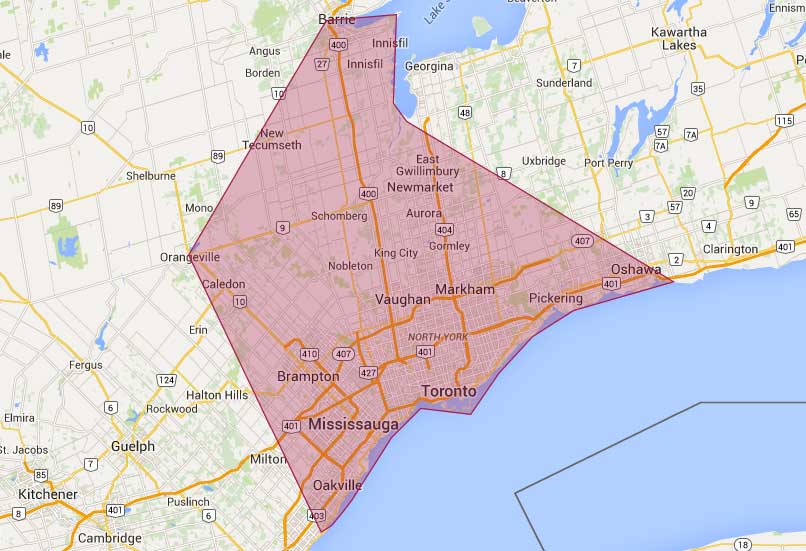 Barrie
Lake
Beaverton
Ennism
Kawartha
Lakes
400
Innisfil
Angus
27
Innisfil
Georgina
7
Borden
Sunderland
35
10
48
115
10
New
Tecumseth
57
7A
7A
89
East
Gwillimbury
Uxbridge
Port Perry
Shelburne
8
Newmarket
400
20
57
9
89
Mono
Schomberg
Aurora
3
65
9
404
4
407
Gormley
King City
Clarington
401
Orangeville
Nobleton
2
Oshawa
Caledon
401
Markham
10
Vaughan
Pickering
Erin
NORTH YORK
410
407
401
Fergus
427
124
Brampton
Toronto
Halton Hills
6
Rockwood
Elmira
401
Mississauga
Guelph
St. Jacobs
Milton
7
85
Oakville
Kitchener
Puslinch
8
401
6
403
Cambridge
18